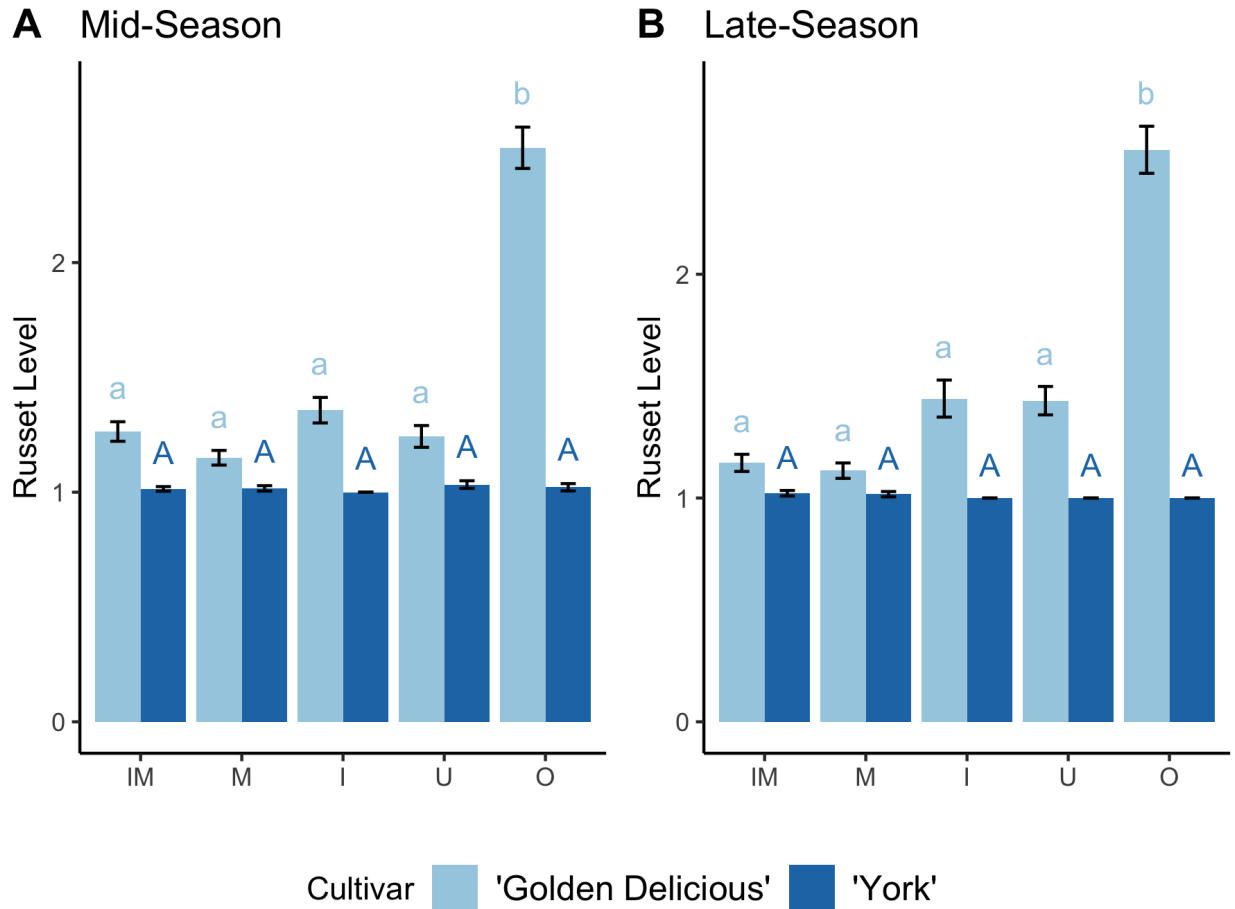 A Mid-Season
b
a
a
a
a
A
A
A
A
A
2
1
0
Russet Level
IM M I U O
B Late-Season
b
a
a
a
a
A
A
A
A
A
2
1
0
Russet Level
IM M I U O
Cultivar 'Golden Delicious' 'York'